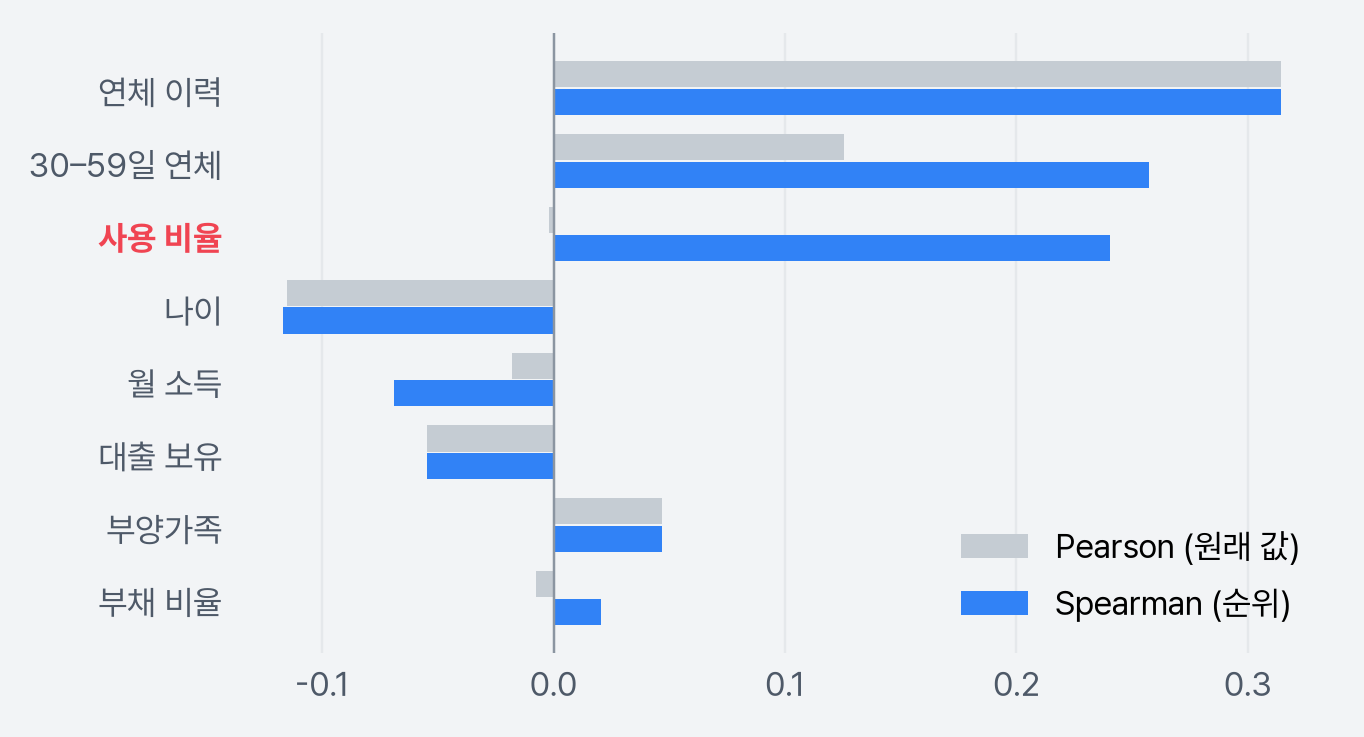 연체 이력
30–59일 연체
사용 비율
나이
월 소득
대출 보유
부양가족
부채 비율
Pearson (원래 값)
Spearman (순위)
-0.1
0.0
0.1
0.2
0.3